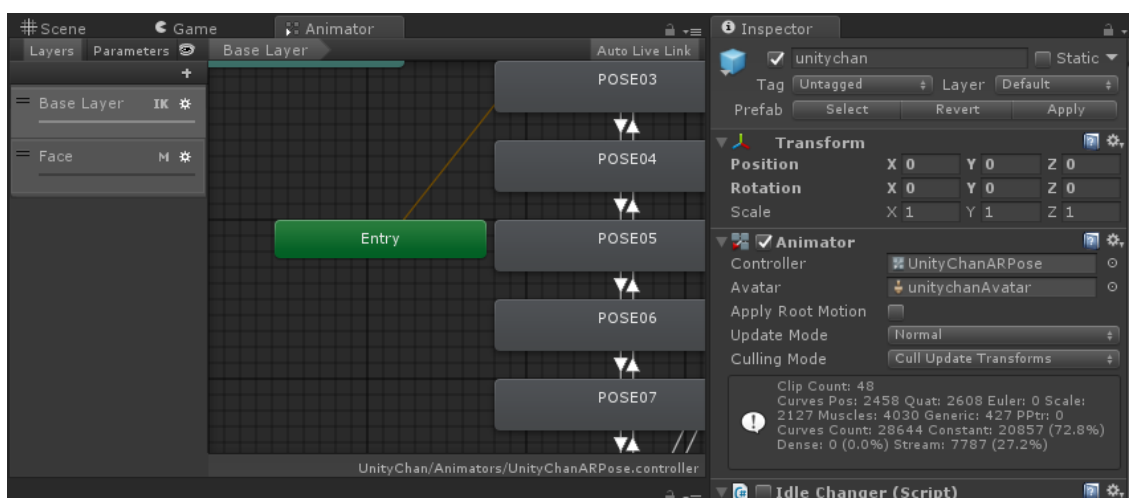 Scene Game Animator
Layers Parameters Base Layer Auto Live Link
+
Base Layer IK
Face M
POSE03
POSE04
Entry POSE05
POSE06
POSE07
UnityChan/Animators/UnityChanARPose.controller
Inspector
unitychan Static
Tag Untagged Layer Default
Prefab Select Revert Apply
Transform
Position X 0 Y 0 Z 0
Rotation X 0 Y 0 Z 0
Scale X 1 Y 1 Z 1
Animator
Controller UnityChanARPose
Avatar unitychanAvatar
Apply Root Motion
Update Mode Normal
Culling Mode Cull Update Transforms
Clip Count: 48
Curves Pos: 2458 Quat: 2608 Euler: 0 Scale:
2127 Muscles: 4030 Generic: 427 PPtr: 0
Curves Count: 28644 Constant: 20857 (72.8%)
Dense: 0 (0.0%) Stream: 7787 (27.2%)
Idle Changer (Script)